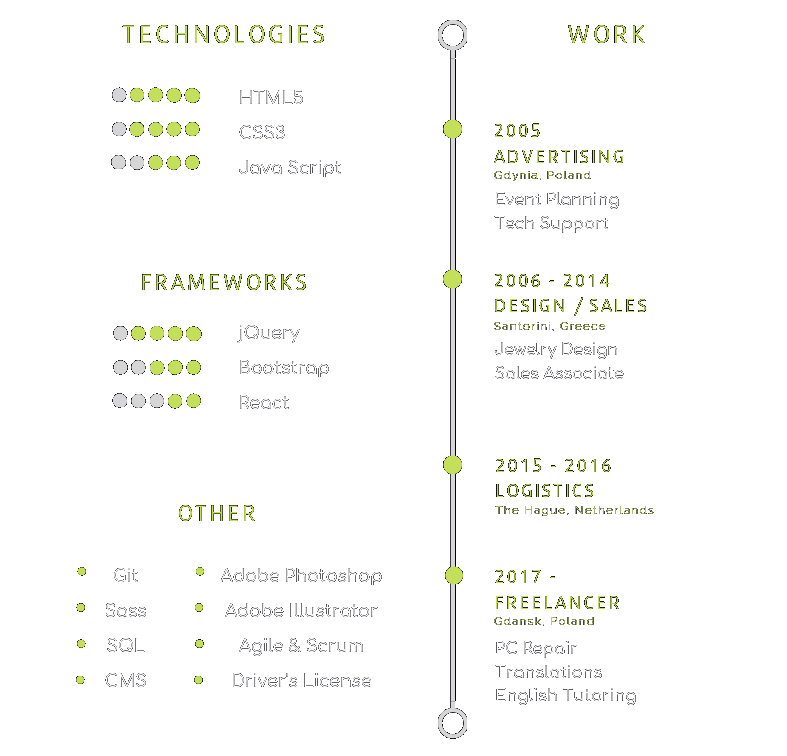 TECHNOLOGIES
HTML5
CSS3
Java Script
FRAMEWORKS
jQuery
Bootstrap
React
OTHER
Git
Adobe Photoshop
Sass
Adobe Illustrator
SQL
Agile & Scrum
CMS
Driver's License
WORK
2005
ADVERTISING
Gdynia, Poland
Event Planning
Tech Support
2006 - 2014
DESIGN / SALES
Santorini, Greece
Jewelry Design
Sales Associate
2015 - 2016
LOGISTICS
The Hague, Netherlands
2017 -
FREELANCER
Gdansk, Poland
PC Repair
Translations
English Tutoring